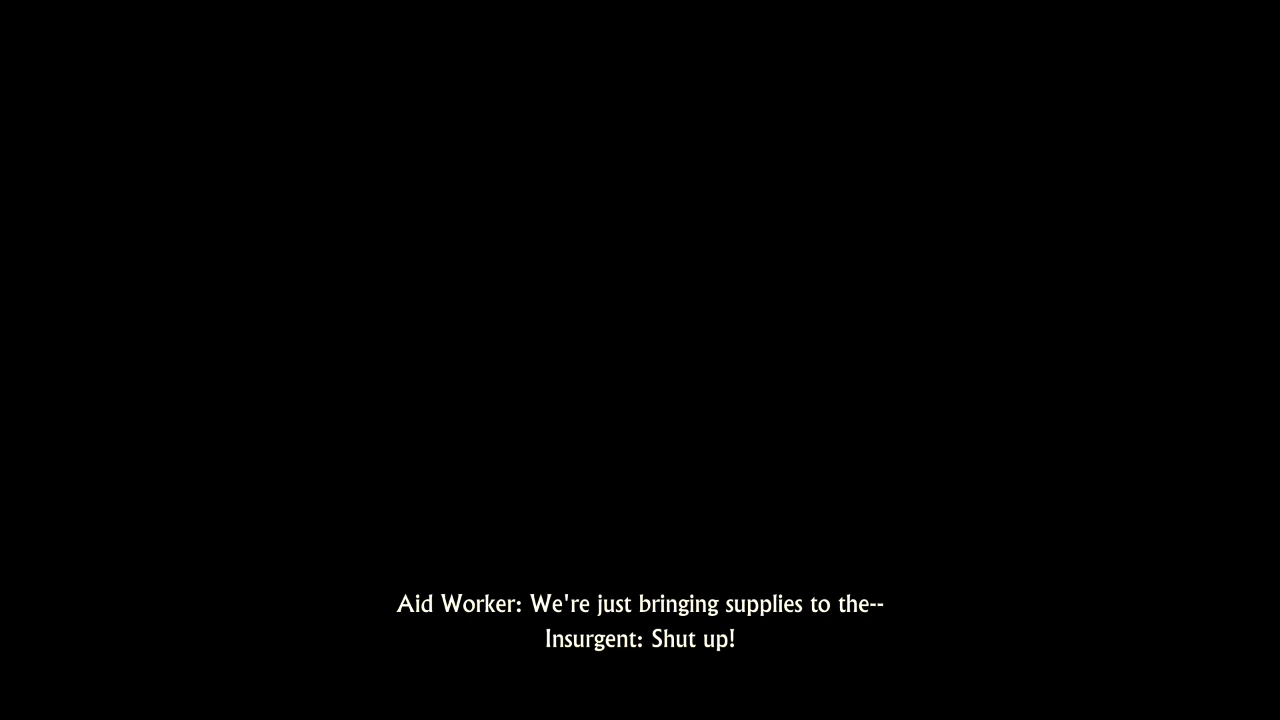 Aid Worker: We're just bringing supplies to the--
Insurgent: Shut up!